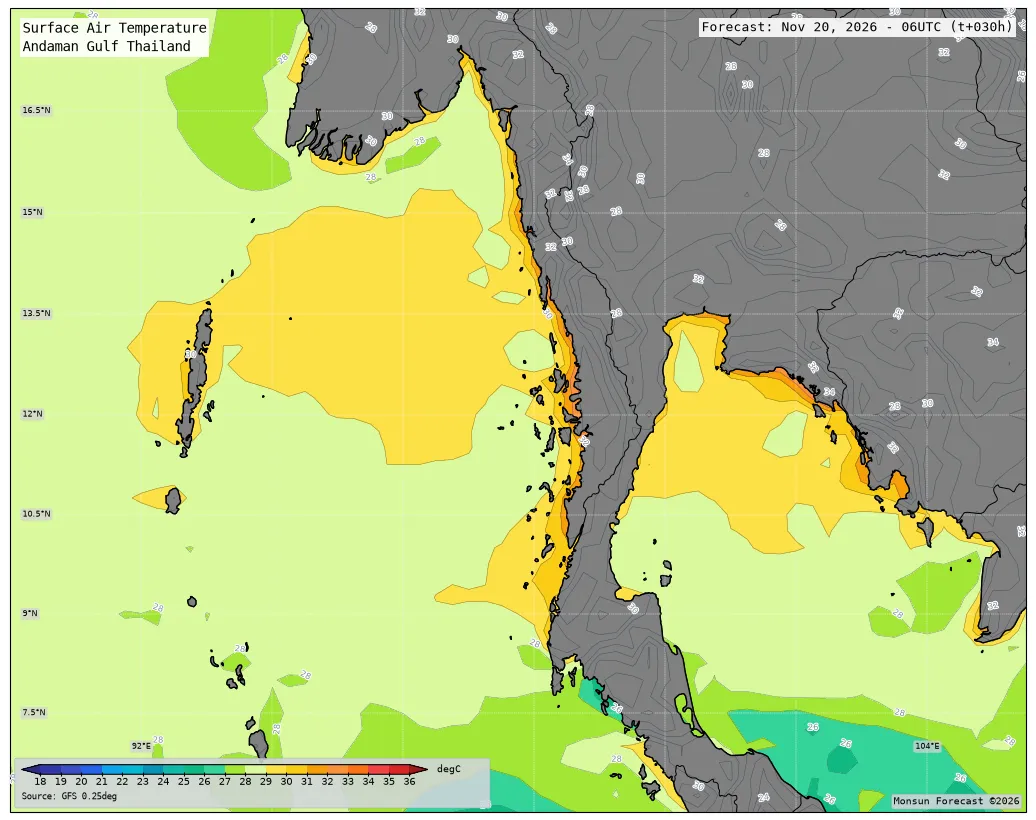 Surface Air Temperature
Andaman Gulf Thailand
Forecast: Nov 20, 2026 - 06UTC (t+030h)
16.5°N
15°N
13.5°N
12°N
10.5°N
9°N
7.5°N
92°E
104°E
18 19 20 21 22 23 24 25 26 27 28 29 30 31 32 33 34 35 36 degC
Source: GFS 0.25deg
Monsun Forecast ©2026